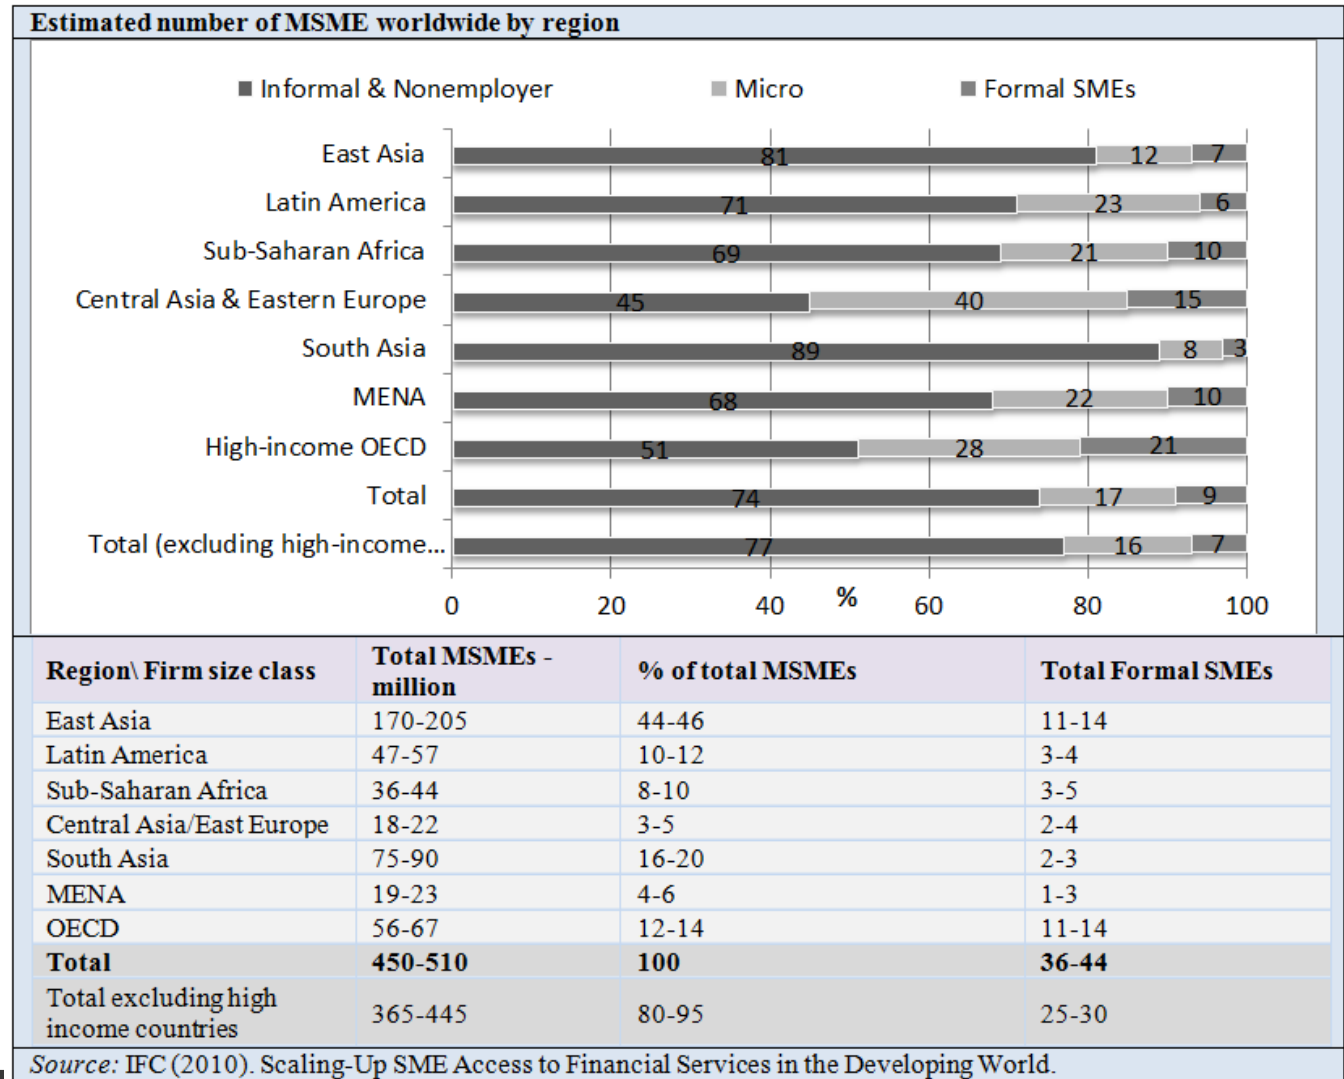 Estimated number of MSME worldwide by region
Informal & Nonemployer Micro Formal SMEs
East Asia 81 12 7
Latin America 71 23 6
Sub-Saharan Africa 69 21 10
Central Asia & Eastern Europe 45 40 15
South Asia 89 8 3
MENA 68 22 10
High-income OECD 51 28 21
Total 74 17 9
Total (excluding high-income... 77 16 7
0 20 40 % 60 80 100
Region\ Firm size class Total MSMEs - million % of total MSMEs Total Formal SMEs
East Asia 170-205 44-46 11-14
Latin America 47-57 10-12 3-4
Sub-Saharan Africa 36-44 8-10 3-5
Central Asia/East Europe 18-22 3-5 2-4
South Asia 75-90 16-20 2-3
MENA 19-23 4-6 1-3
OECD 56-67 12-14 11-14
Total 450-510 100 36-44
Total excluding high income countries 365-445 80-95 25-30
Source: IFC (2010). Scaling-Up SME Access to Financial Services in the Developing World.